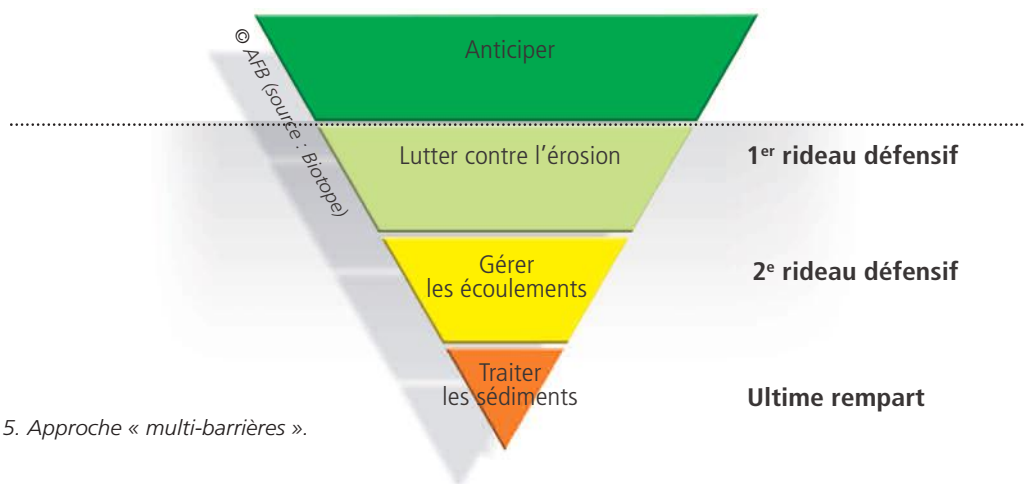 Anticiper
© AFB (source : Biotope)
Lutter contre l’érosion
1er rideau défensif
Gérer
les écoulements
2e rideau défensif
Traiter
les sédiments
Ultime rempart
5. Approche « multi-barrières ».